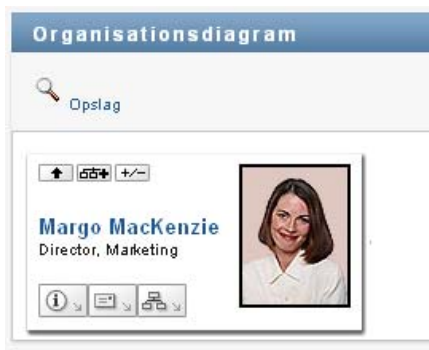 Organisationsdiagram
Opslag
+/-
Margo MacKenzie
Director, Marketing